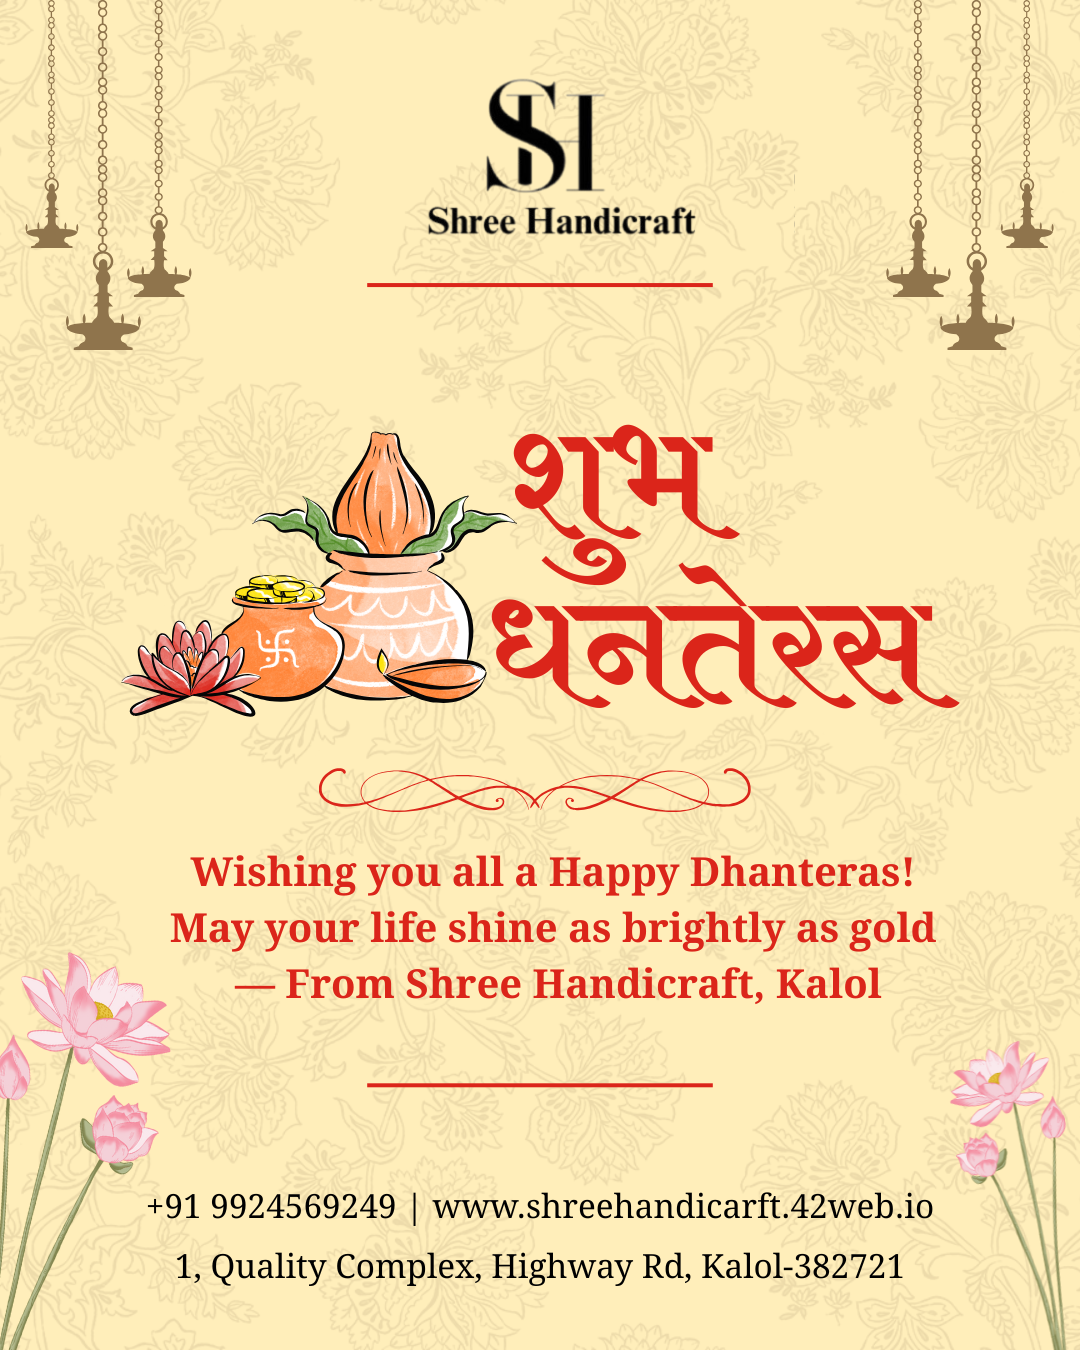 SH
Shree Handicraft
शुभ
धनतेरस
Wishing you all a Happy Dhanteras!
May your life shine as brightly as gold
— From Shree Handicraft, Kalol
+91 9924569249 | www.shreehandicarft.42web.io
1, Quality Complex, Highway Rd, Kalol-382721